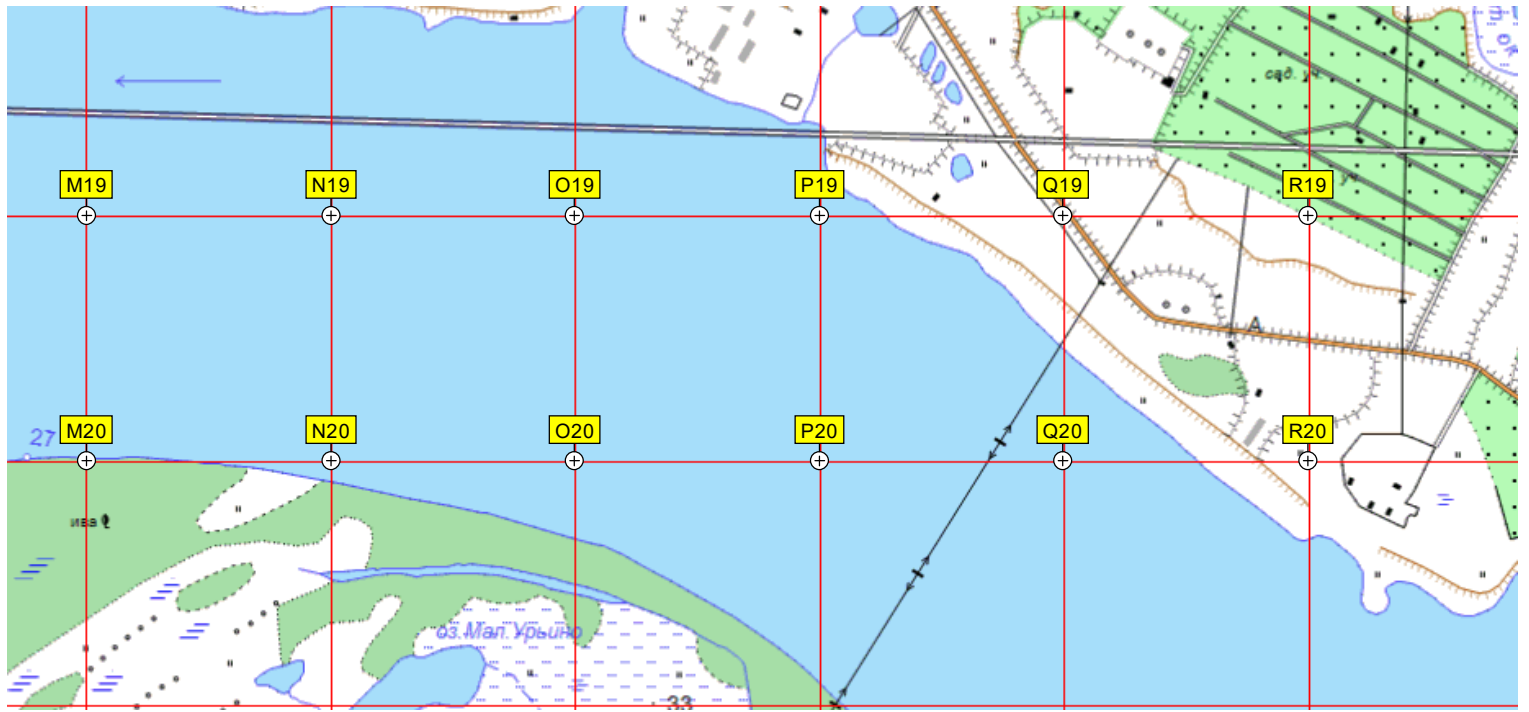 сад. уч.
M19
N19
O19
P19
Q19
R19
уч.
А
27
M20
N20
O20
P20
Q20
R20
ива
оз.Мал.Урьино
33